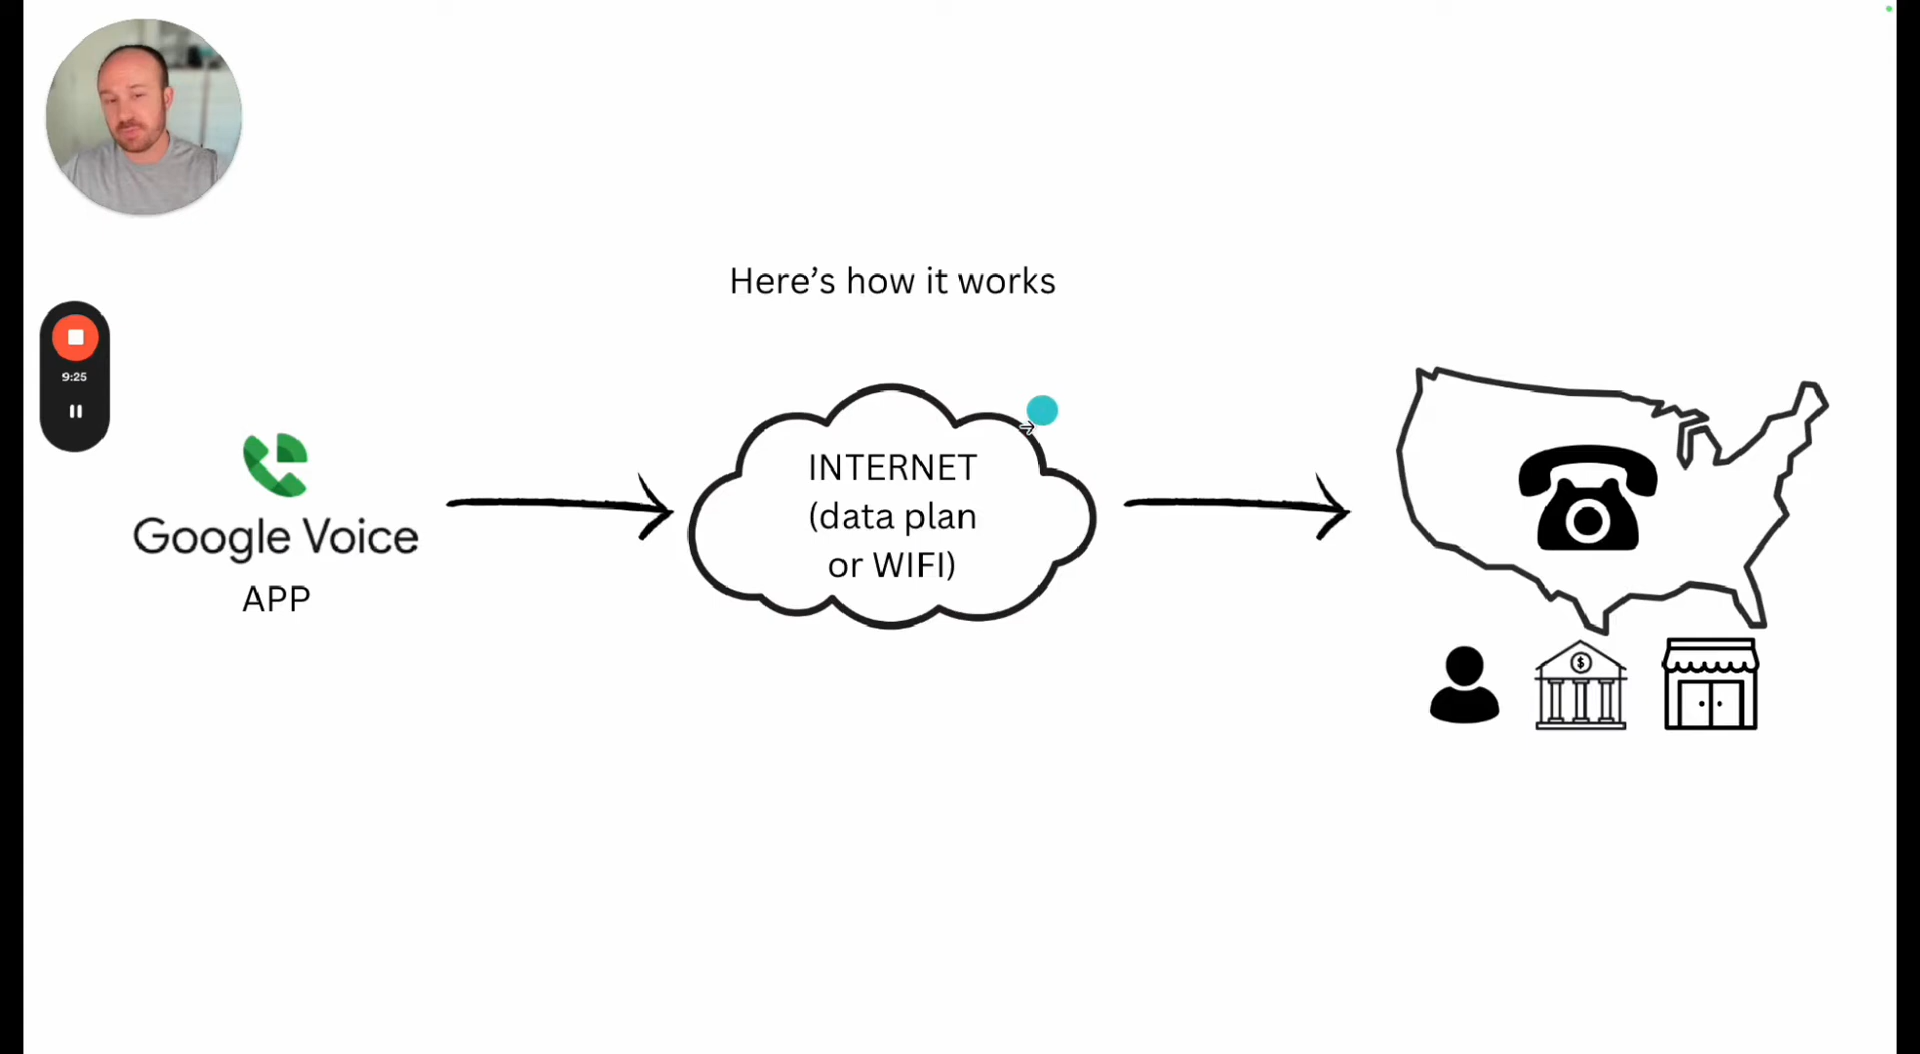 Here’s how it works
9:25
Google Voice
APP
INTERNET
(data plan
or WIFI)
$